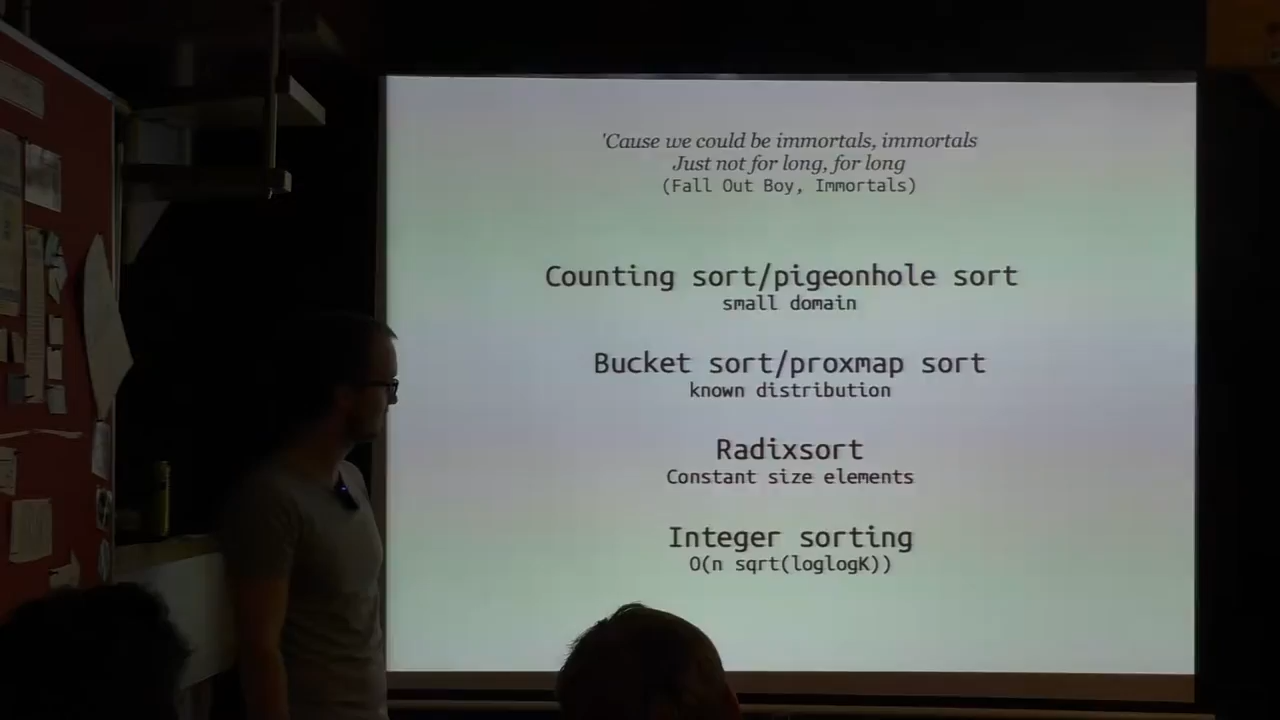 'Cause we could be immortals, immortals
Just not for long, for long
(Fall Out Boy, Immortals)
Counting sort/pigeonhole sort
small domain
Bucket sort/proxmap sort
known distribution
Radixsort
Constant size elements
Integer sorting
O(n sqrt(loglogK))